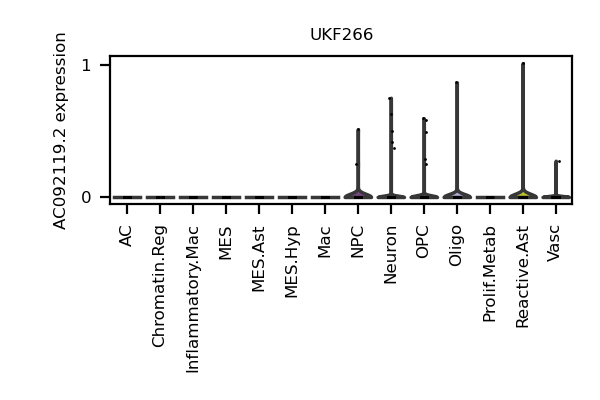 UKF266
AC092119.2 expression
1
0
AC
Chromatin.Reg
Inflammatory.Mac
MES
MES.Ast
MES.Hyp
Mac
NPC
Neuron
OPC
Oligo
Prolif.Metab
Reactive.Ast
Vasc